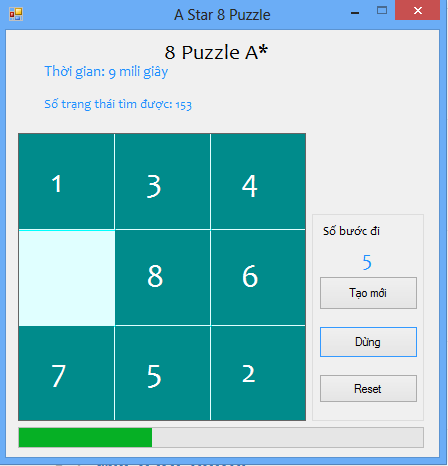 A Star 8 Puzzle
8 Puzzle A*
Thời gian: 9 mili giây
Số trạng thái tìm được: 153
1 3 4
8 6
7 5 2
Số bước đi
5
Tạo mới
Dừng
Reset